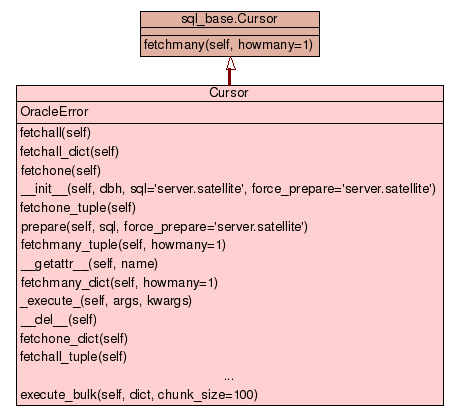 sql_base.Cursor
fetchmany(self, howmany=1)
Cursor
OracleError
fetchall(self)
fetchall_dict(self)
fetchone(self)
__init__(self, dbh, sql='server.satellite', force_prepare='server.satellite')
fetchone_tuple(self)
prepare(self, sql, force_prepare='server.satellite')
fetchmany_tuple(self, howmany=1)
__getattr__(self, name)
fetchmany_dict(self, howmany=1)
_execute_(self, args, kwargs)
__del__(self)
fetchone_dict(self)
fetchall_tuple(self)
...
execute_bulk(self, dict, chunk_size=100)